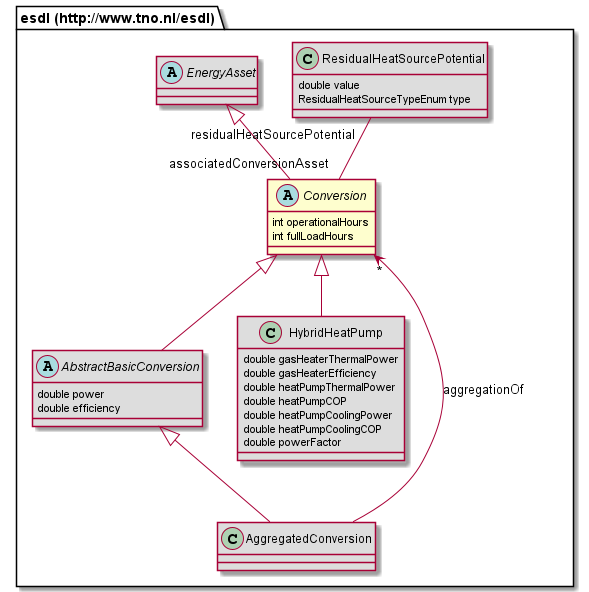 esdl (http://www.tno.nl/esdl)
A EnergyAsset
C ResidualHeatSourcePotential
double value
ResidualHeatSourceTypeEnum type
residualHeatSourcePotential
associatedConversionAsset
A Conversion
int operationalHours
int fullLoadHours
*
A AbstractBasicConversion
double power
double efficiency
C HybridHeatPump
double gasHeaterThermalPower
double gasHeaterEfficiency
double heatPumpThermalPower
double heatPumpCOP
double heatPumpCoolingPower
double heatPumpCoolingCOP
double powerFactor
aggregationOf
C AggregatedConversion